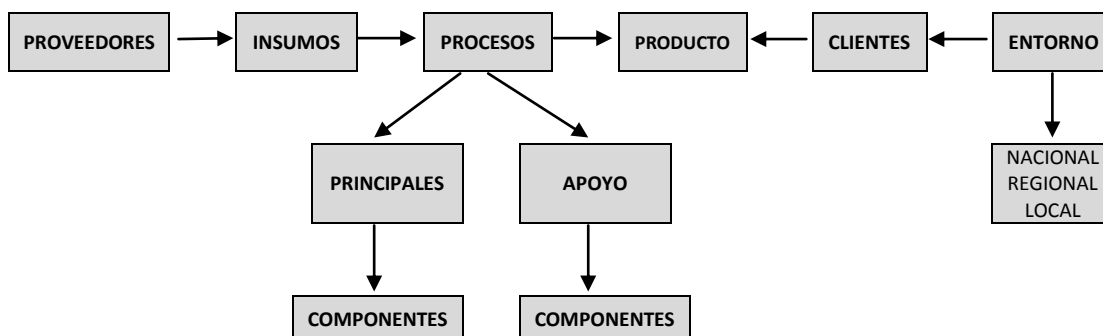 PROVEEDORES
INSUMOS
PROCESOS
PRODUCTO
CLIENTES
ENTORNO
PRINCIPALES
APOYO
NACIONAL
REGIONAL
LOCAL
COMPONENTES
COMPONENTES